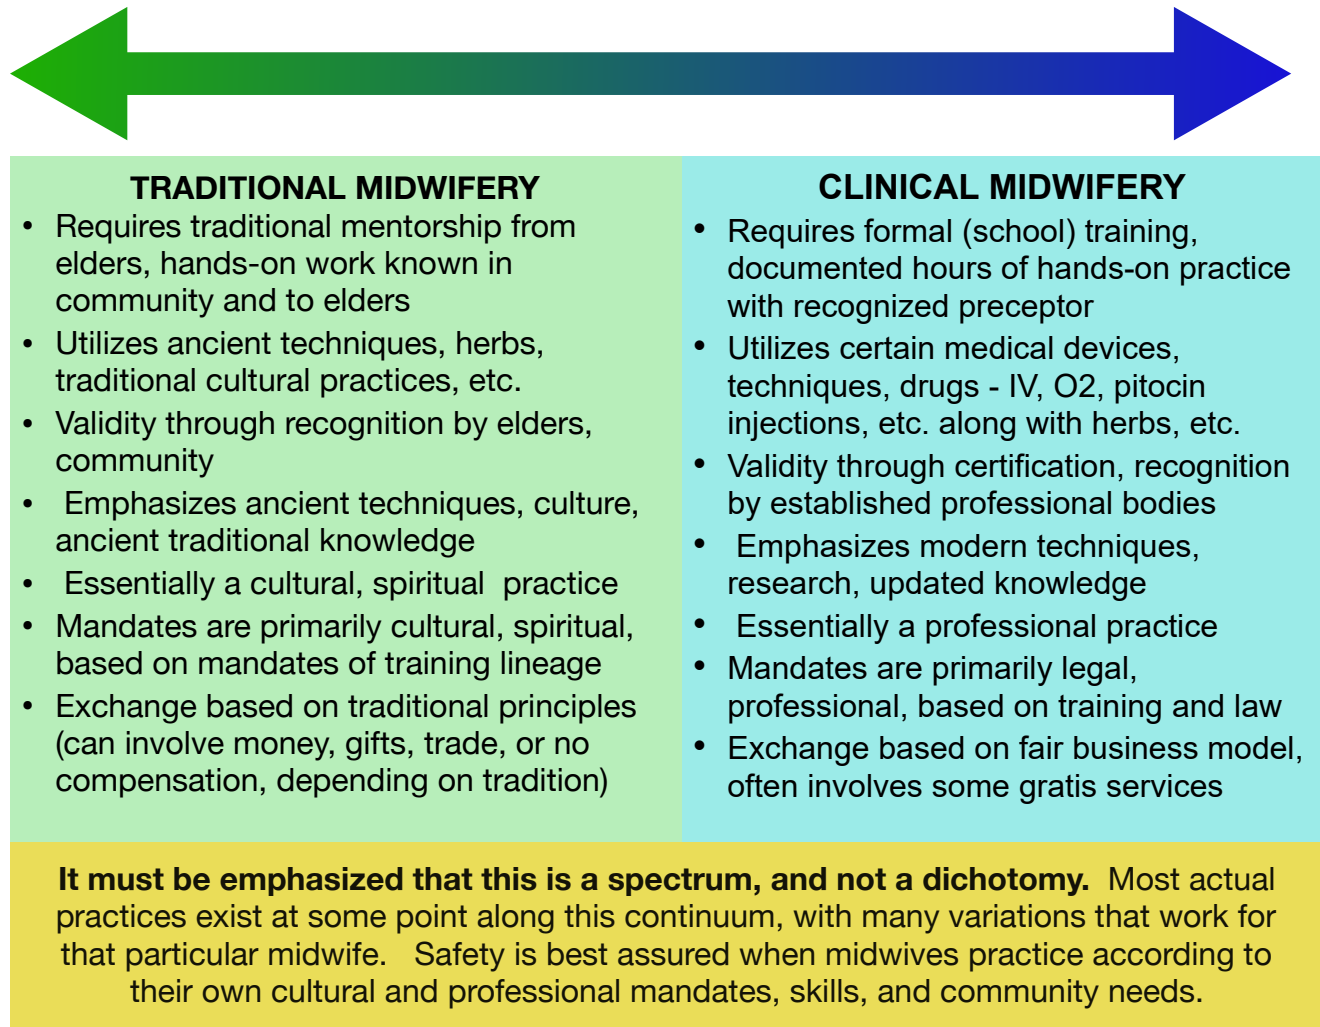 TRADITIONAL MIDWIFERY
• Requires traditional mentorship from
elders, hands-on work known in
community and to elders
• Utilizes ancient techniques, herbs,
traditional cultural practices, etc.
• Validity through recognition by elders,
community
• Emphasizes ancient techniques, culture,
ancient traditional knowledge
• Essentially a cultural, spiritual practice
• Mandates are primarily cultural, spiritual,
based on mandates of training lineage
• Exchange based on traditional principles
(can involve money, gifts, trade, or no
compensation, depending on tradition)
CLINICAL MIDWIFERY
• Requires formal (school) training,
documented hours of hands-on practice
with recognized preceptor
• Utilizes certain medical devices,
techniques, drugs - IV, O2, pitocin
injections, etc. along with herbs, etc.
• Validity through certification, recognition
by established professional bodies
• Emphasizes modern techniques,
research, updated knowledge
• Essentially a professional practice
• Mandates are primarily legal,
professional, based on training and law
• Exchange based on fair business model,
often involves some gratis services
It must be emphasized that this is a spectrum, and not a dichotomy. Most actual
practices exist at some point along this continuum, with many variations that work for
that particular midwife. Safety is best assured when midwives practice according to
their own cultural and professional mandates, skills, and community needs.